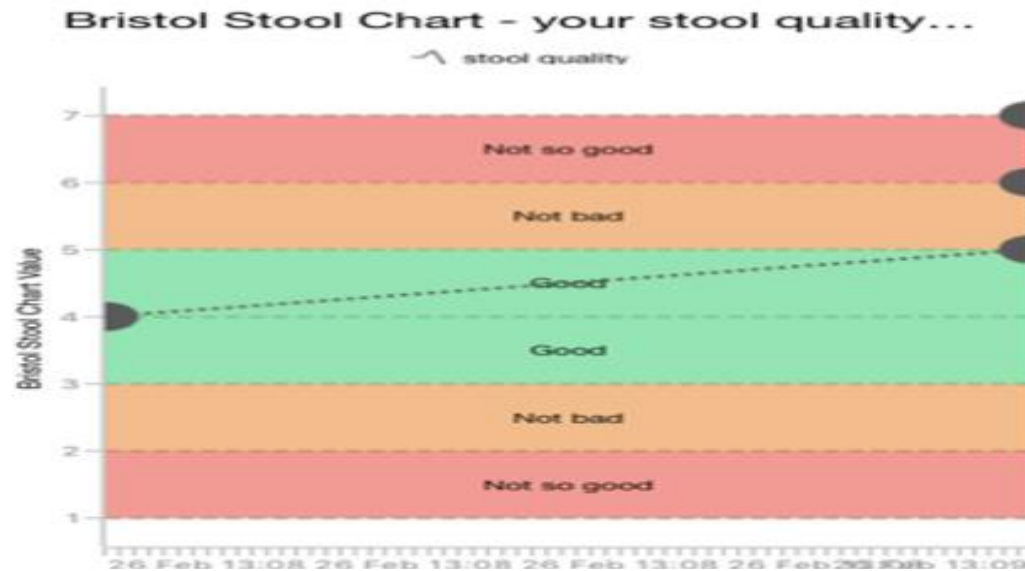 Bristol Stool Chart - your stool quality...
stool quality
7
Not so good
6
Not bad
5
Good
4
Good
3
Not bad
2
Not so good
1
Bristol Stool Chart Value
26 Feb 13:08 26 Feb 13:08 26 Feb 13:08 26 Feb 13:09